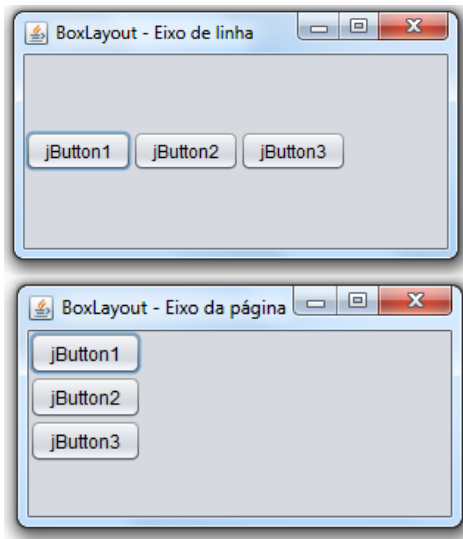 BoxLayout - Eixo de linha
jButton1 jButton2 jButton3
BoxLayout - Eixo da página
jButton1
jButton2
jButton3